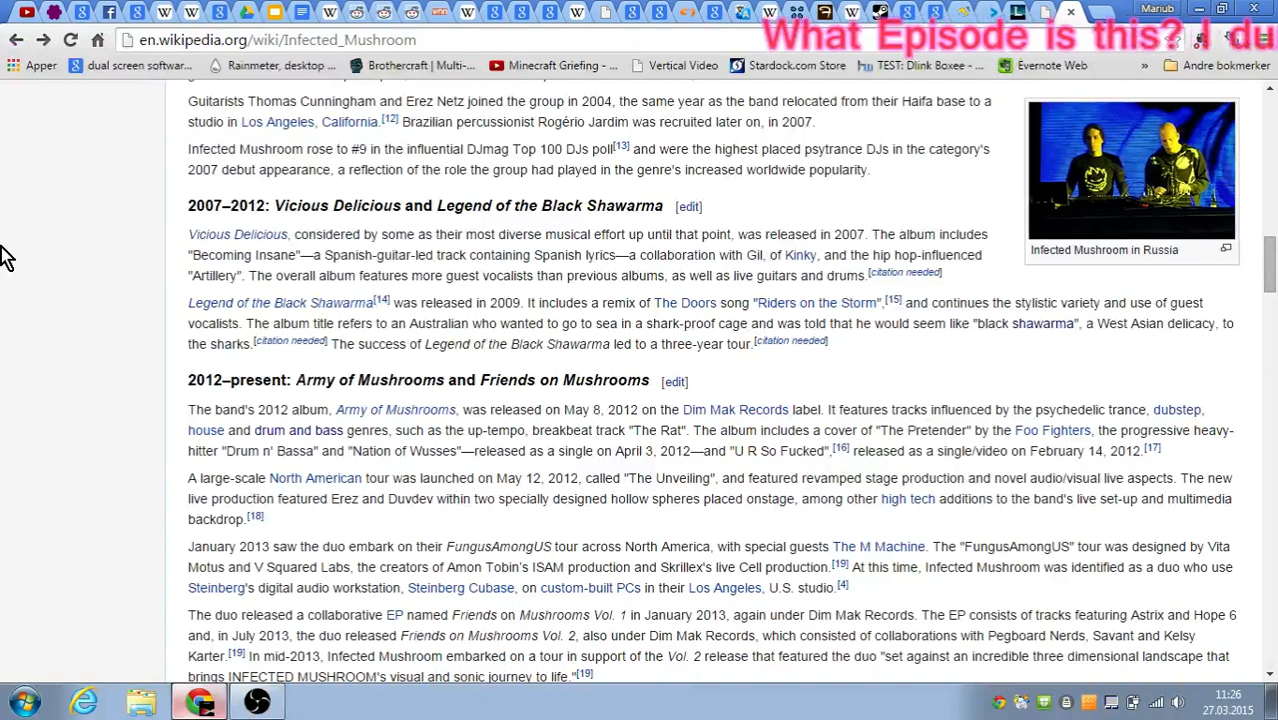 Mariub
What Episode is this? I du
en.wikipedia.org/wiki/Infected_Mushroom
Apper
dual screen softwar...
Rainmeter, desktop ...
Brothercraft | Multi-...
Minecraft Griefing -...
Vertical Video
Stardock.com Store
TEST: Dlink Boxee - ...
Evernote Web
»
Andre bokmerker
Guitarists Thomas Cunningham and Erez Netz joined the group in 2004, the same year as the band relocated from their Haifa base to a
studio in Los Angeles, California.[12] Brazilian percussionist Rogério Jardim was recruited later on, in 2007.
Infected Mushroom rose to #9 in the influential DJmag Top 100 DJs poll[13] and were the highest placed psytrance DJs in the category's
2007 debut appearance, a reflection of the role the group had played in the genre's increased worldwide popularity.
Infected Mushroom in Russia
2007–2012: Vicious Delicious and Legend of the Black Shawarma [edit]
Vicious Delicious, considered by some as their most diverse musical effort up until that point, was released in 2007. The album includes
"Becoming Insane"—a Spanish-guitar-led track containing Spanish lyrics—a collaboration with Gil, of Kinky, and the hip hop-influenced
"Artillery". The overall album features more guest vocalists than previous albums, as well as live guitars and drums.[citation needed]
Legend of the Black Shawarma[14] was released in 2009. It includes a remix of The Doors song "Riders on the Storm",[15] and continues the stylistic variety and use of guest
vocalists. The album title refers to an Australian who wanted to go to sea in a shark-proof cage and was told that he would seem like "black shawarma", a West Asian delicacy, to
the sharks.[citation needed] The success of Legend of the Black Shawarma led to a three-year tour.[citation needed]
2012–present: Army of Mushrooms and Friends on Mushrooms [edit]
The band's 2012 album, Army of Mushrooms, was released on May 8, 2012 on the Dim Mak Records label. It features tracks influenced by the psychedelic trance, dubstep,
house and drum and bass genres, such as the up-tempo, breakbeat track "The Rat". The album includes a cover of "The Pretender" by the Foo Fighters, the progressive heavy-
hitter "Drum n' Bassa" and "Nation of Wusses"—released as a single on April 3, 2012—and "U R So Fucked",[16] released as a single/video on February 14, 2012.[17]
A large-scale North American tour was launched on May 12, 2012, called "The Unveiling", and featured revamped stage production and novel audio/visual live aspects. The new
live production featured Erez and Duvdev within two specially designed hollow spheres placed onstage, among other high tech additions to the band's live set-up and multimedia
backdrop.[18]
January 2013 saw the duo embark on their FungusAmongUS tour across North America, with special guests The M Machine. The "FungusAmongUS" tour was designed by Vita
Motus and V Squared Labs, the creators of Amon Tobin's ISAM production and Skrillex's live Cell production.[19] At this time, Infected Mushroom was identified as a duo who use
Steinberg's digital audio workstation, Steinberg Cubase, on custom-built PCs in their Los Angeles, U.S. studio.[4]
The duo released a collaborative EP named Friends on Mushrooms Vol. 1 in January 2013, again under Dim Mak Records. The EP consists of tracks featuring Astrix and Hope 6
and, in July 2013, the duo released Friends on Mushrooms Vol. 2, also under Dim Mak Records, which consisted of collaborations with Pegboard Nerds, Savant and Kelsy
Karter.[19] In mid-2013, Infected Mushroom embarked on a tour in support of the Vol. 2 release that featured the duo "set against an incredible three dimensional landscape that
brings INFECTED MUSHROOM's visual and sonic journey to life."[19]
11:26
27.03.2015